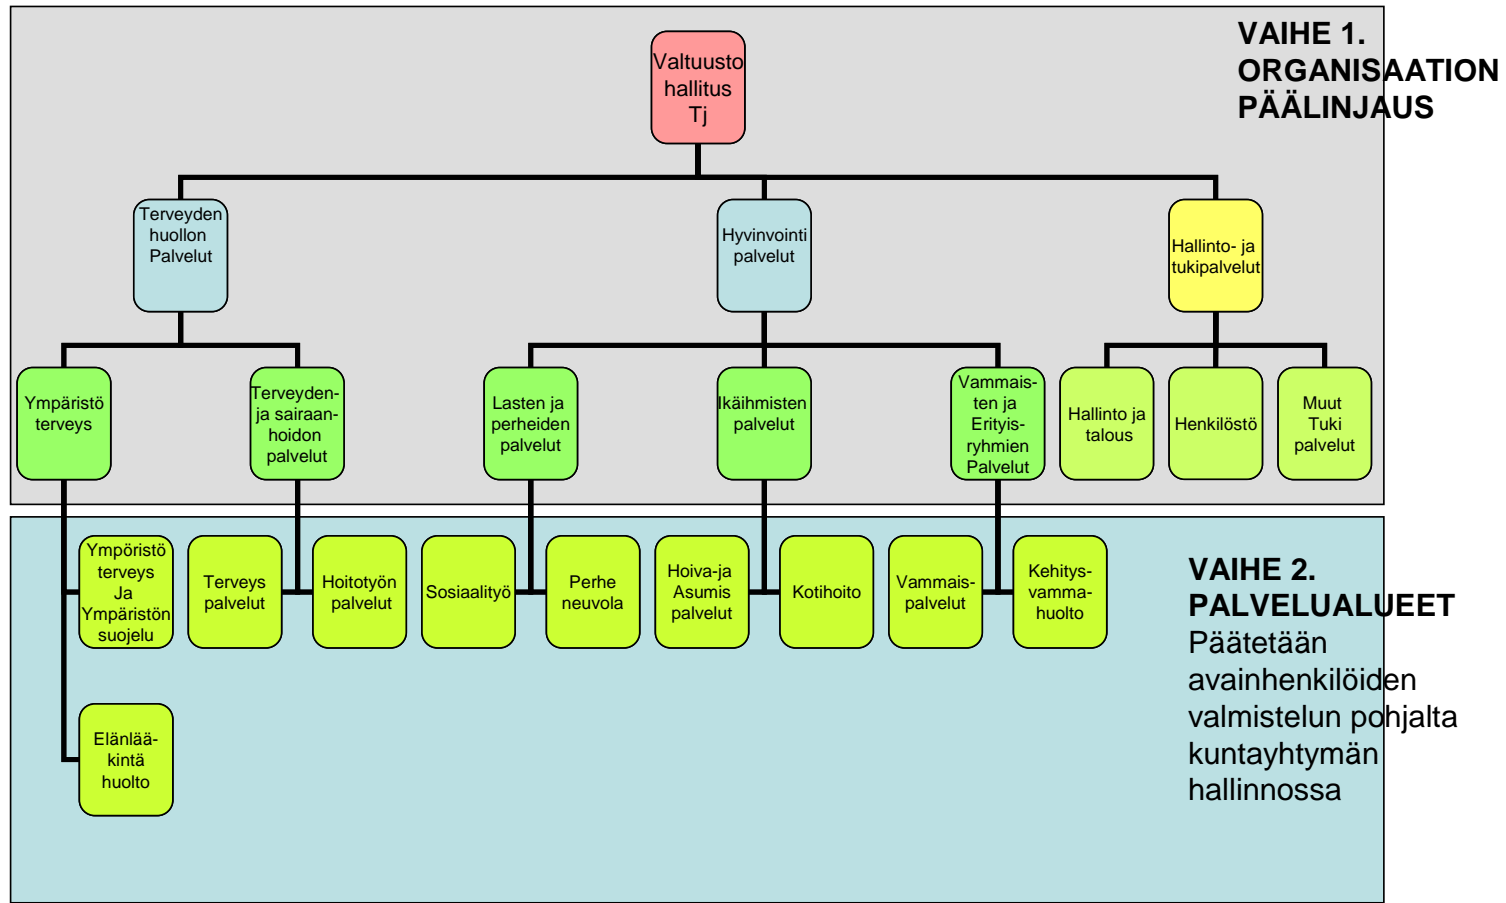 VAIHE 1.
ORGANISAATION
PÄÄLINJAUS
Valtuusto
hallitus
Tj
Terveyden
huollon
Palvelut
Hyvinvointi
palvelut
Hallinto- ja
tukipalvelut
Ympäristö
terveys
Terveyden-
ja sairaan-
hoidon
palvelut
Lasten ja
perheiden
palvelut
Ikäihmisten
palvelut
Vammais-
ten ja
Erityis-
ryhmien
Palvelut
Hallinto ja
talous
Henkilöstö
Muut
Tuki
palvelut
Ympöristö
terveys
Ja
Ympäristön
suojelu
Terveys
palvelut
Hoitotyön
palvelut
Sosiaalityö
Perhe
neuvola
Hoiva-ja
Asumis
palvelut
Kotihoito
Vammais-
palvelut
Kehitys-
vamma-
huolto
Elänlää-
kintä
huolto
VAIHE 2.
PALVELUALUEET
Päätetään
avainhenkilöiden
valmistelun pohjalta
kuntayhtymän
hallinnossa